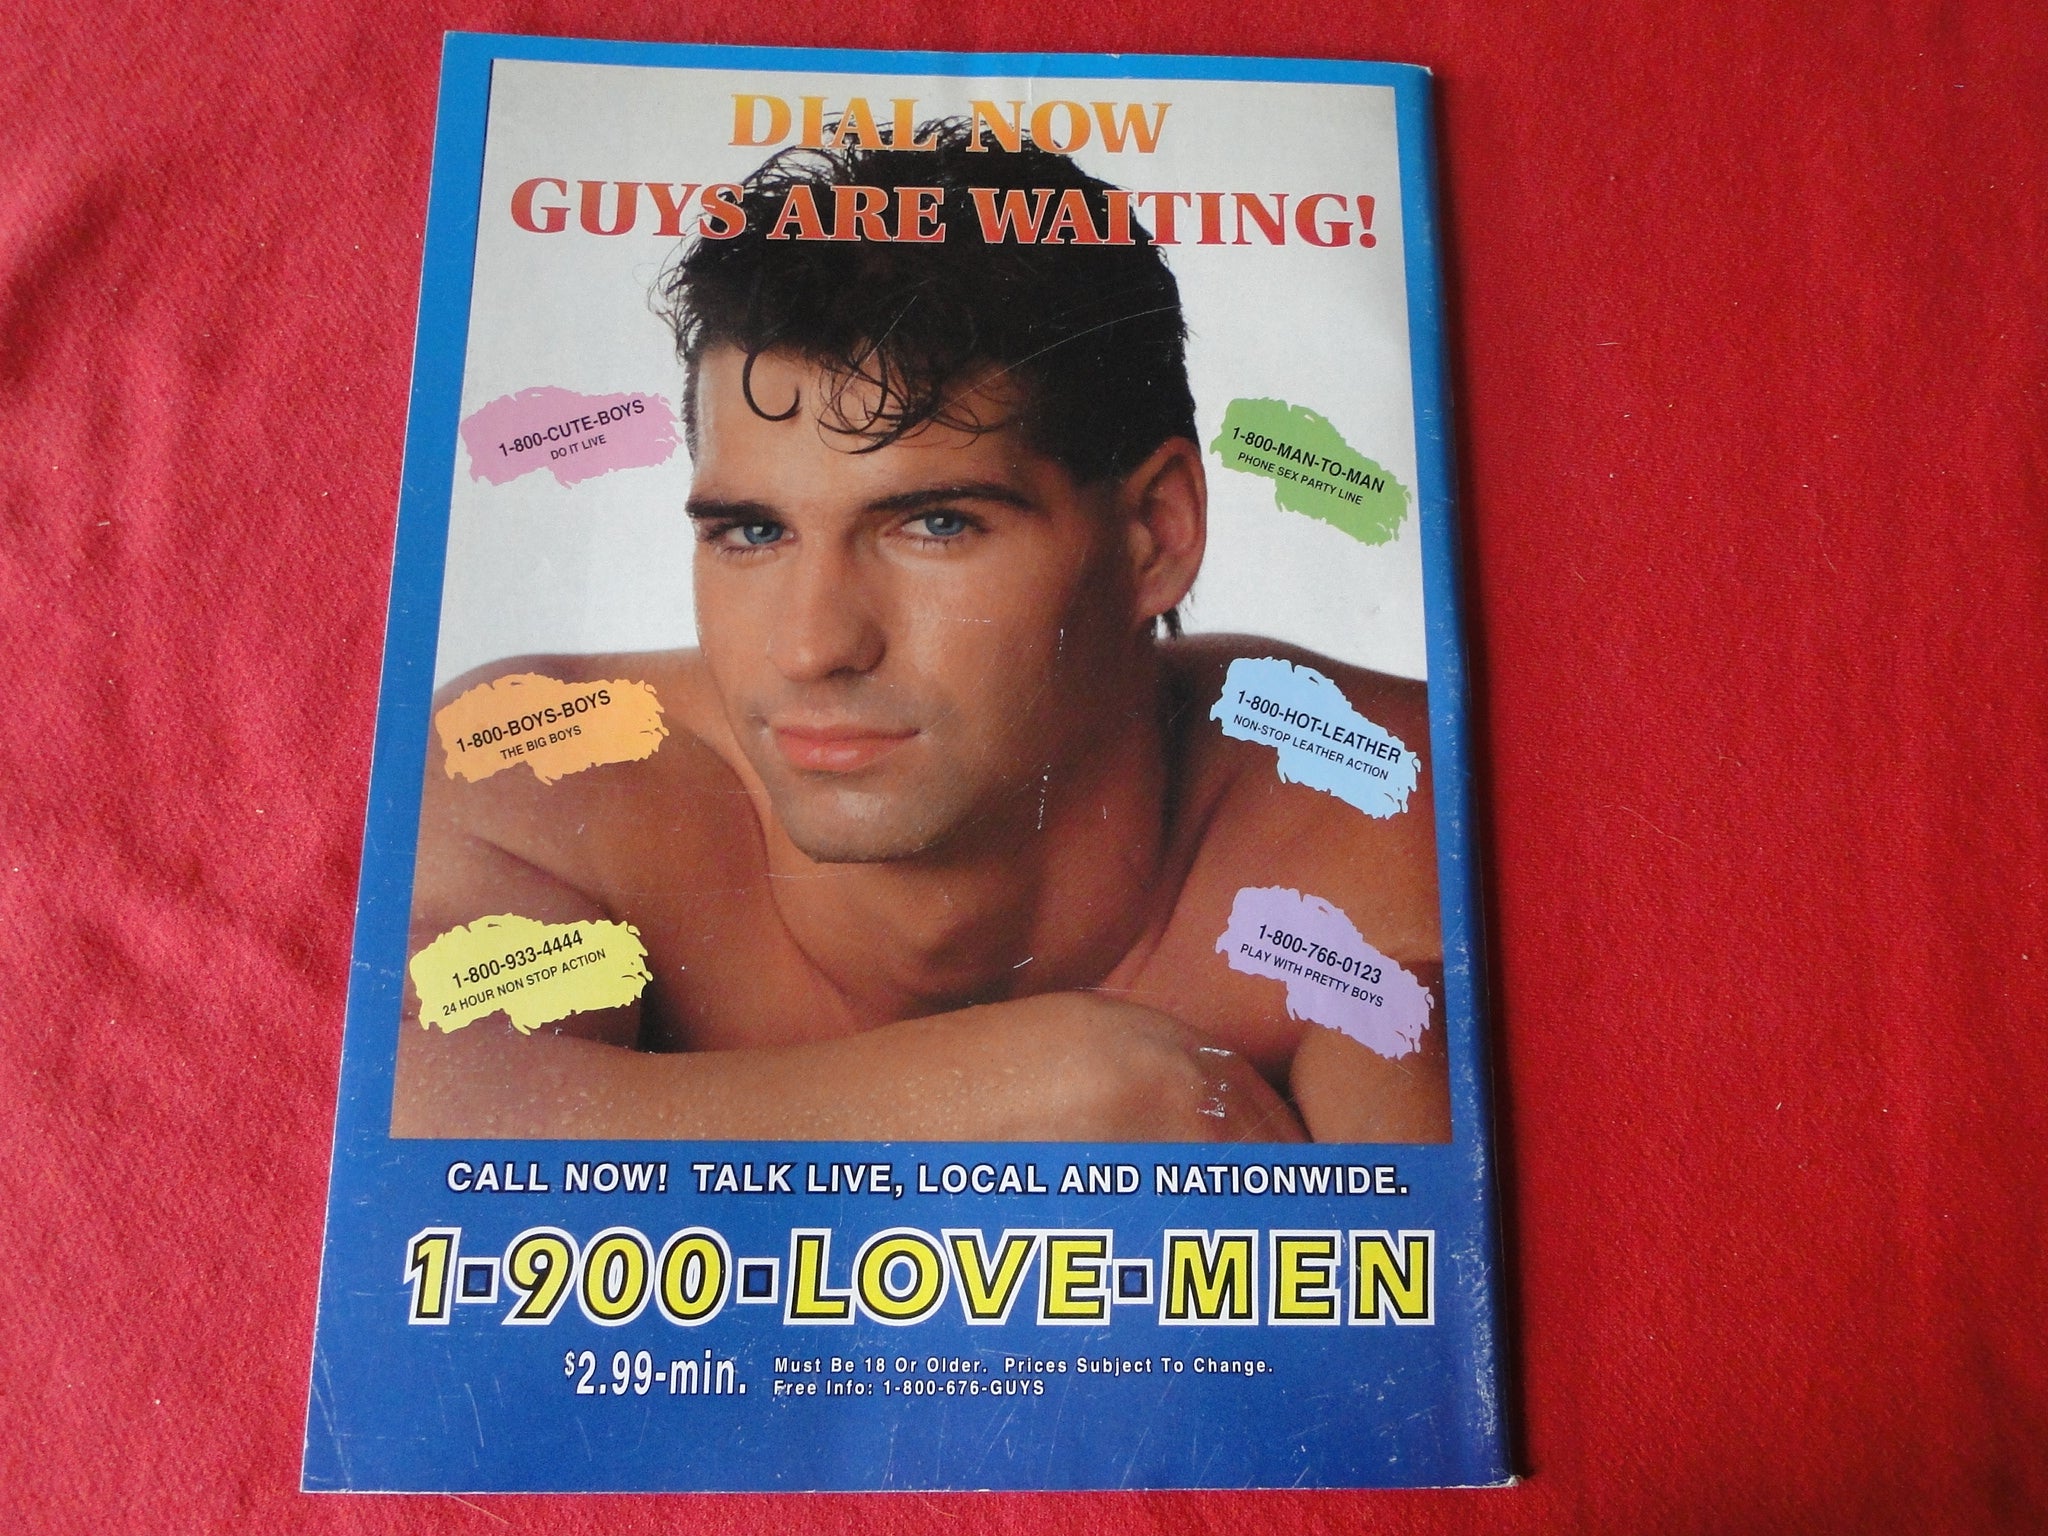 DIAL NOW
GUYS ARE WAITING!
1-800-CUTE-BOYS
DO IT LIVE
1-800-MAN-TO-MAN
PHONE SEX PARTY LINE
1-800-BOYS-BOYS
THE BIG BOYS
1-800-HOT-LEATHER
NON-STOP LEATHER ACTION
1-800-933-4444
24 HOUR NON STOP ACTION
1-800-766-0123
PLAY WITH PRETTY BOYS
CALL NOW! TALK LIVE, LOCAL AND NATIONWIDE.
1-900-LOVE-MEN
$2.99-min. Must Be 18 Or Older. Prices Subject To Change.
Free Info: 1-800-676-GUYS